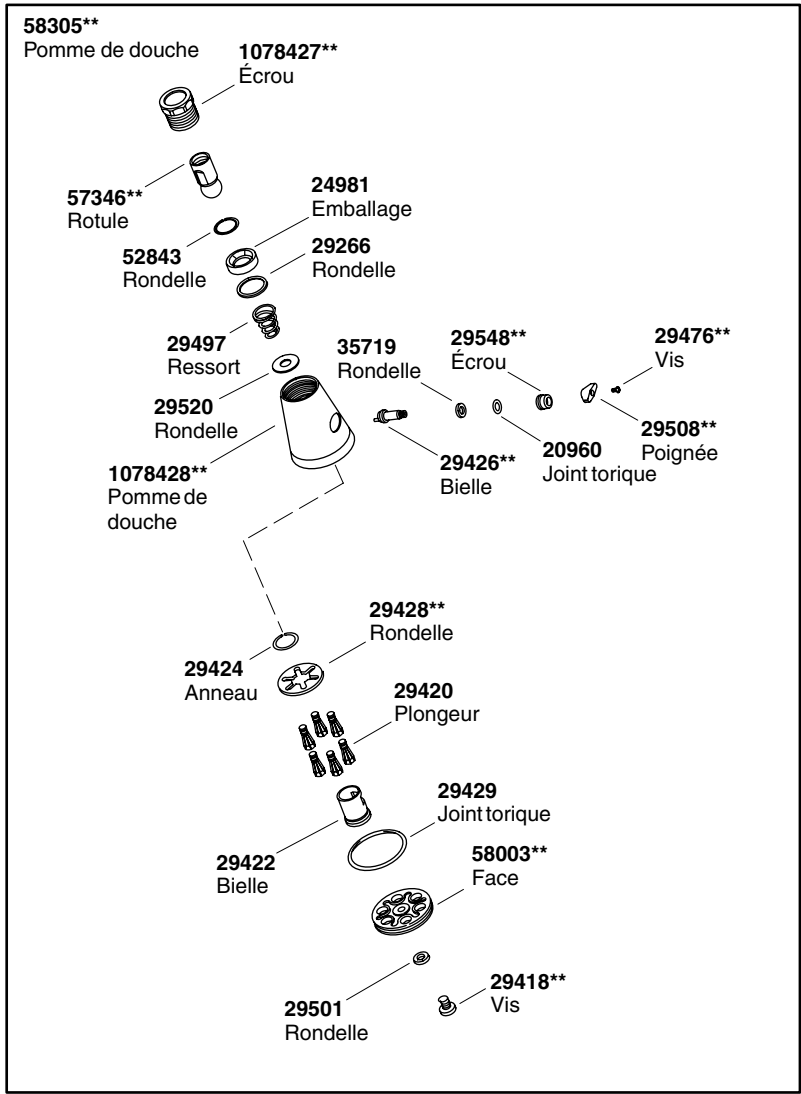 58305**
Pomme de douche
1078427**
Écrou
57346**
Rotule
24981
Emballage
52843
Rondelle
29266
Rondelle
29497
Ressort
35719
Rondelle
29548**
Écrou
29476**
Vis
29520
Rondelle
29508**
Poignée
20960
Joint torique
29426**
Bielle
1078428**
Pomme de
douche
29428**
Rondelle
29424
Anneau
29420
Plongeur
29429
Joint torique
29422
Bielle
58003**
Face
29501
Rondelle
29418**
Vis